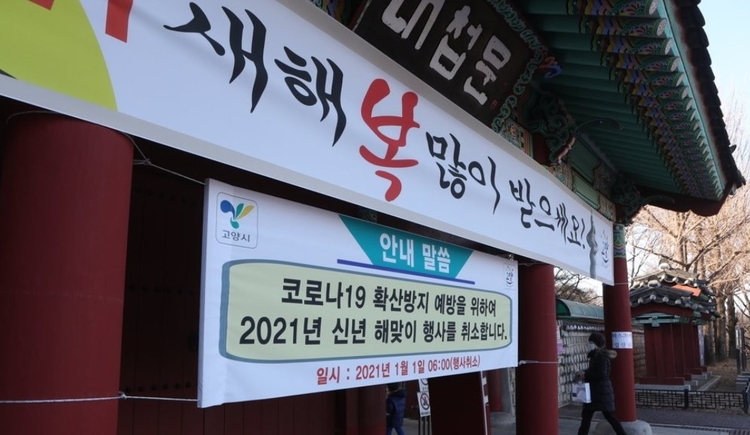 대첩문
새해 복 많이 받으세요!
고양시
안내 말씀
코로나19 확산방지 예방을 위하여
2021년 신년 해맞이 행사를 취소합니다.
일시 : 2021년 1월 1일 06:00(행사취소)